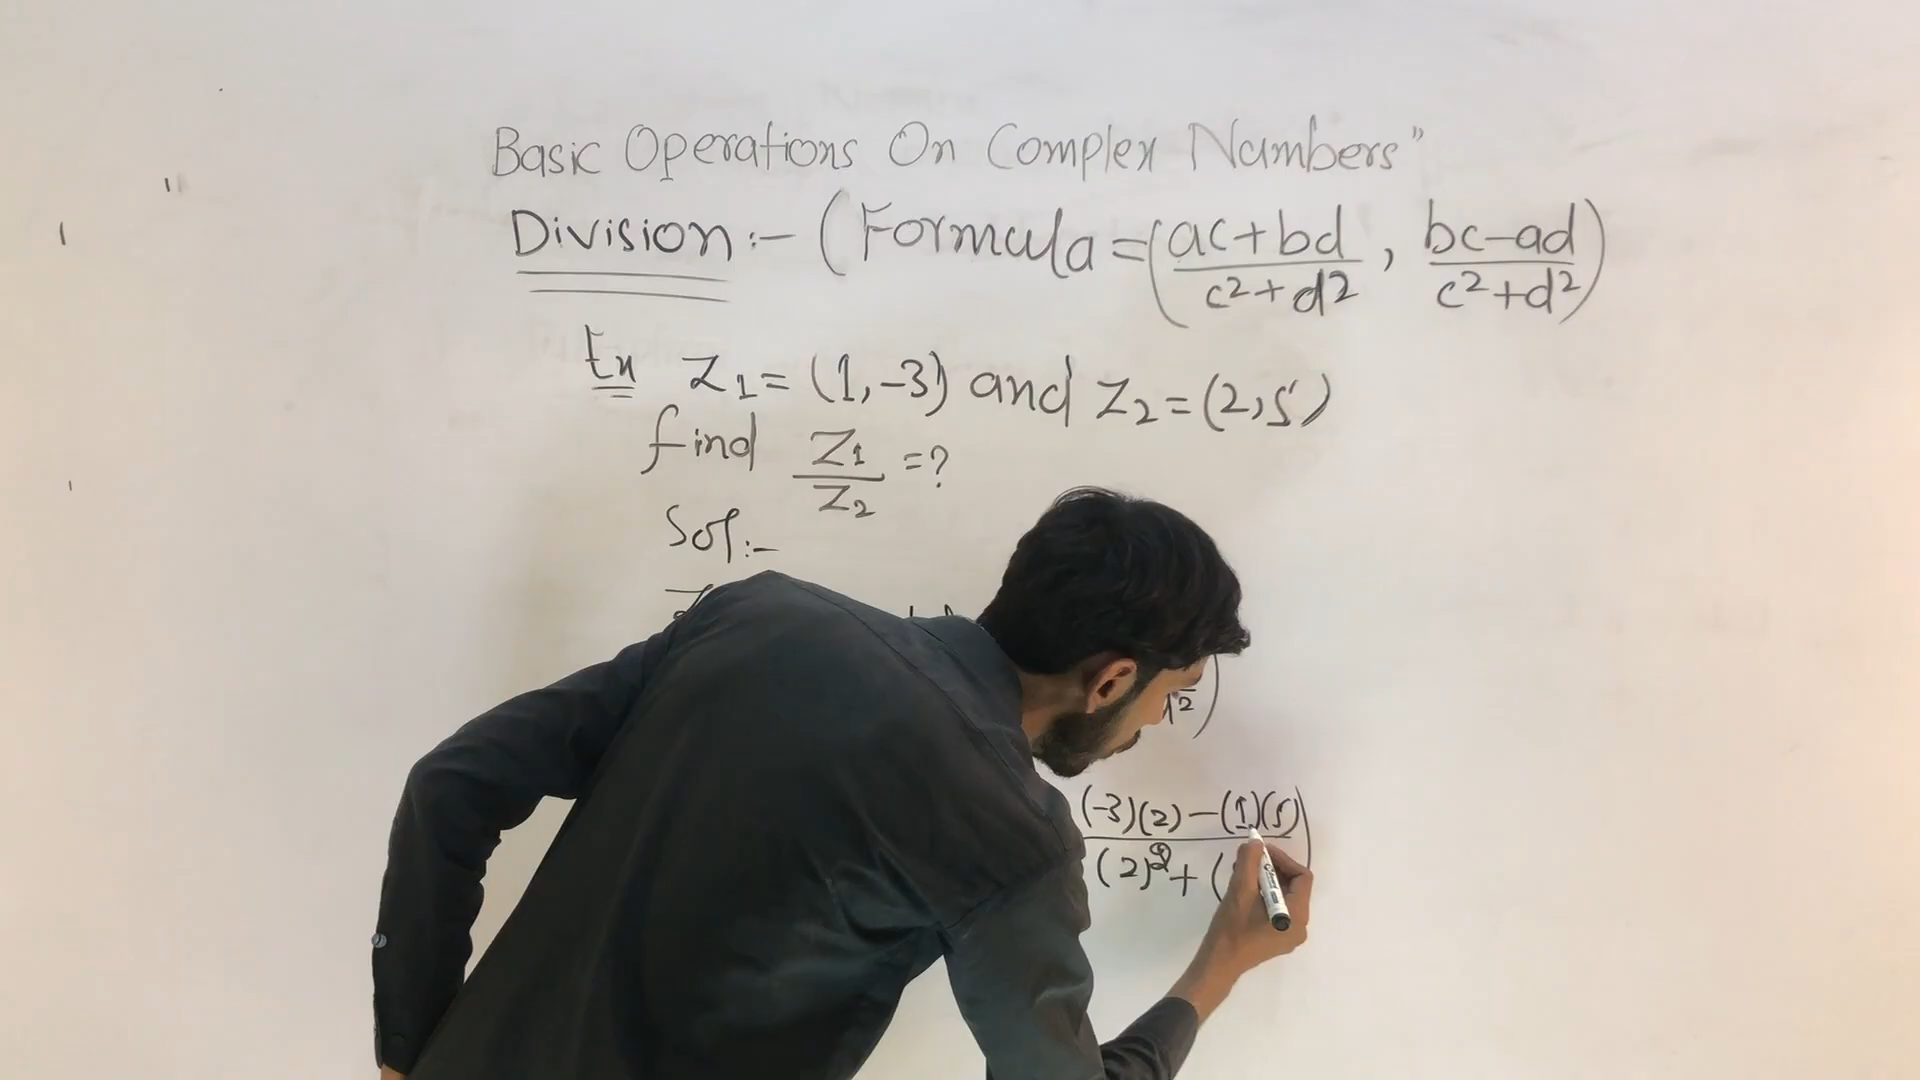 Basic Operations On Complex Numbers"
Division:- (Formula=(ac+bd/c²+d², bc-ad/c²+d²)
Ex Z₁=(1,-3) and Z₂=(2,5)
find Z₁/Z₂ =?
Sol:-
(-3)(2)-(1)(5)
(2)²+(